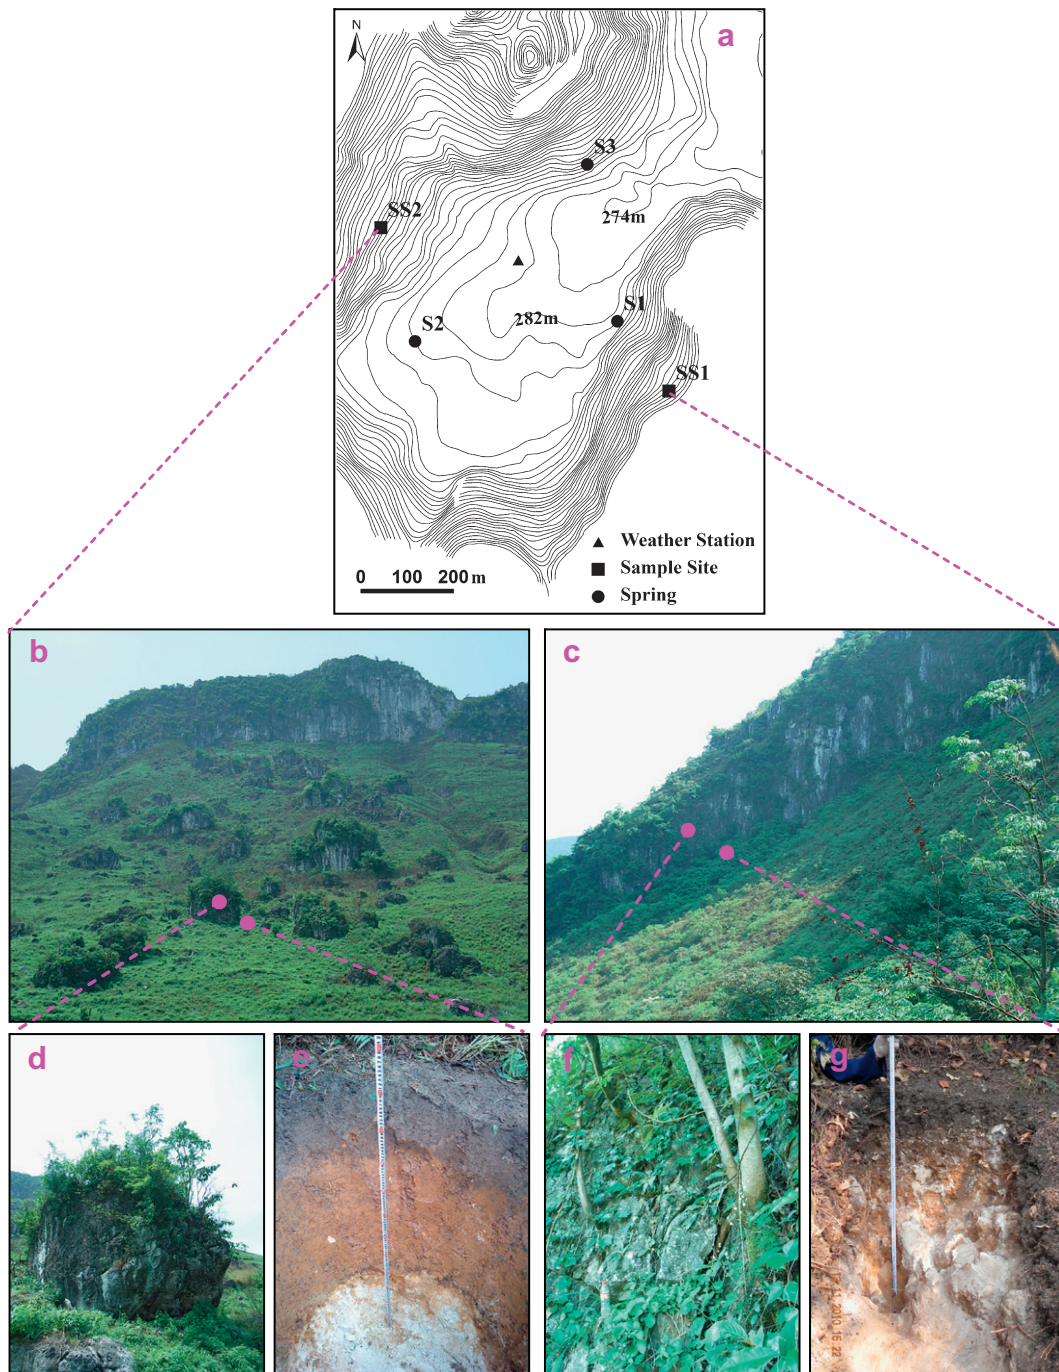 N
a
S3
SS2
274m
S1
282m
S2
SS1
Weather Station
Sample Site
Spring
0 100 200 m
b
c
d
e
f
g